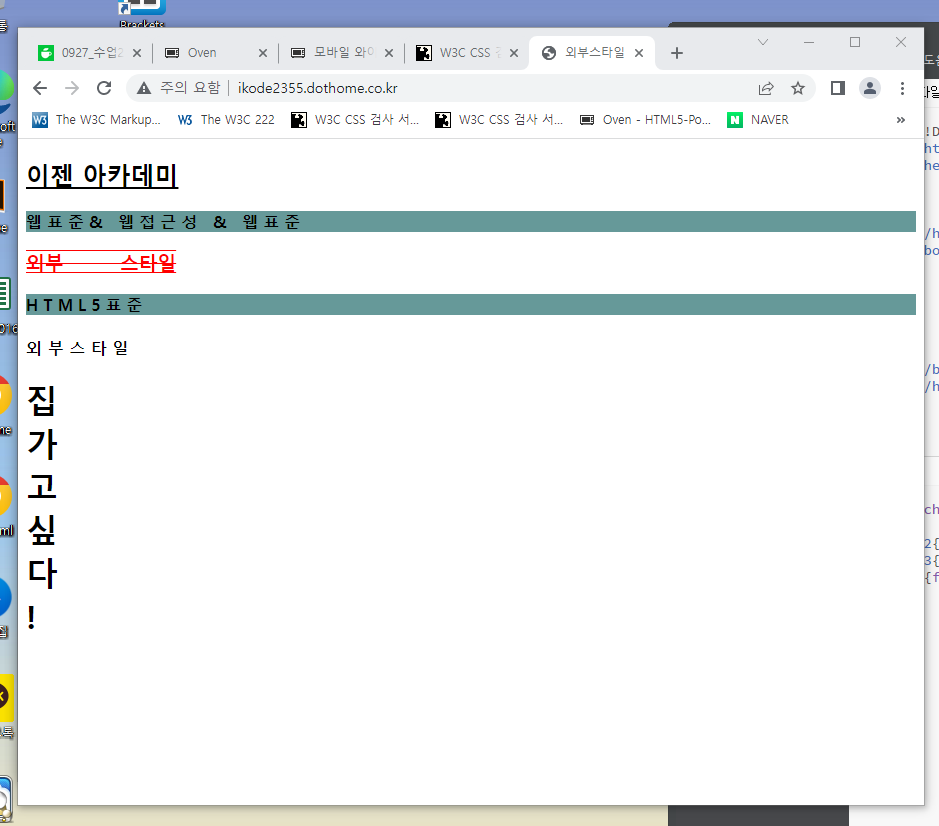 Brackets
0927_수업2
Oven
모바일 와이
W3C CSS 검
외부스타일
주의 요함
ikode2355.dothome.co.kr
The W3C Markup...
The W3C 222
W3C CSS 검사 서...
W3C CSS 검사 서...
Oven - HTML5-Po...
NAVER
»
이젠 아카데미
웹 표 준 & 웹 접 근 성 & 웹 표 준
외부 스타일
H T M L 5 표 준
외 부 스 타 일
집
가
고
싶
다
!